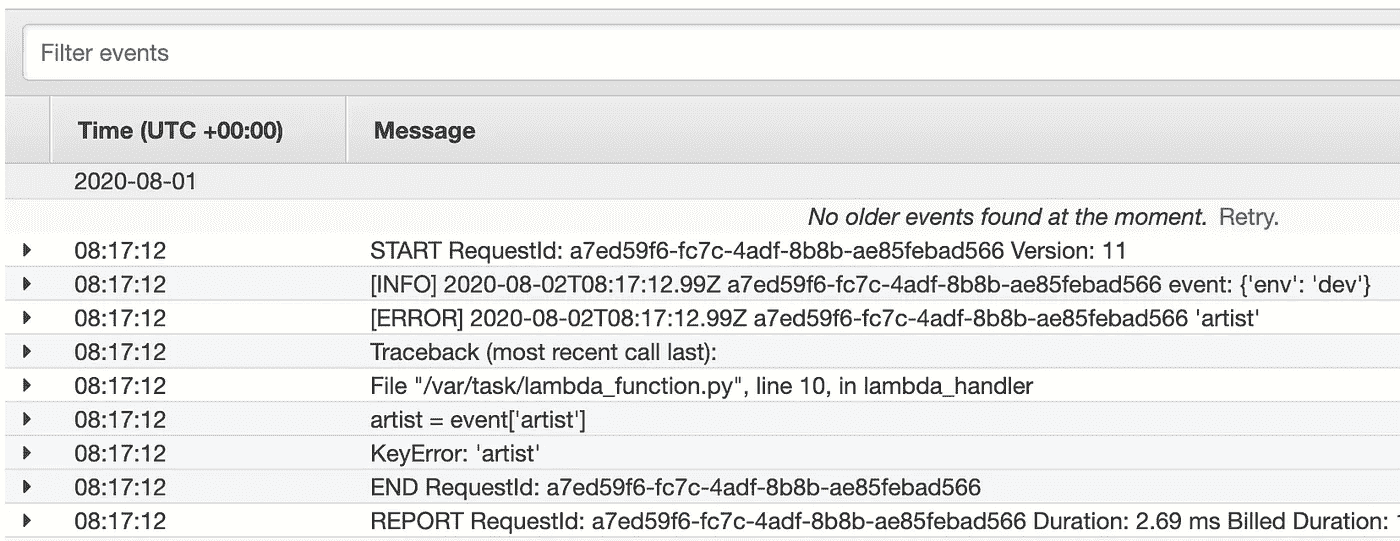 Filter events
Time (UTC +00:00) Message
2020-08-01
No older events found at the moment. Retry.
08:17:12 START RequestId: a7ed59f6-fc7c-4adf-8b8b-ae85febad566 Version: 11
08:17:12 [INFO] 2020-08-02T08:17:12.99Z a7ed59f6-fc7c-4adf-8b8b-ae85febad566 event: {'env': 'dev'}
08:17:12 [ERROR] 2020-08-02T08:17:12.99Z a7ed59f6-fc7c-4adf-8b8b-ae85febad566 'artist'
08:17:12 Traceback (most recent call last):
08:17:12 File "/var/task/lambda_function.py", line 10, in lambda_handler
08:17:12 artist = event['artist']
08:17:12 KeyError: 'artist'
08:17:12 END RequestId: a7ed59f6-fc7c-4adf-8b8b-ae85febad566
08:17:12 REPORT RequestId: a7ed59f6-fc7c-4adf-8b8b-ae85febad566 Duration: 2.69 ms Billed Duration: